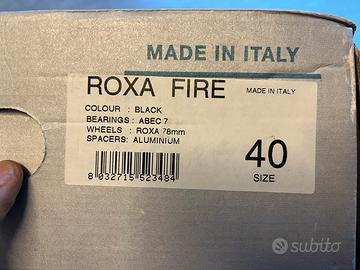 MADE IN ITALY
ROXA FIRE MADE IN ITALY
COLOUR : BLACK
BEARINGS : ABEC 7
WHEELS : ROXA 78mm
SPACERS: ALUMINIUM
40
SIZE
8 032715 523484
subito